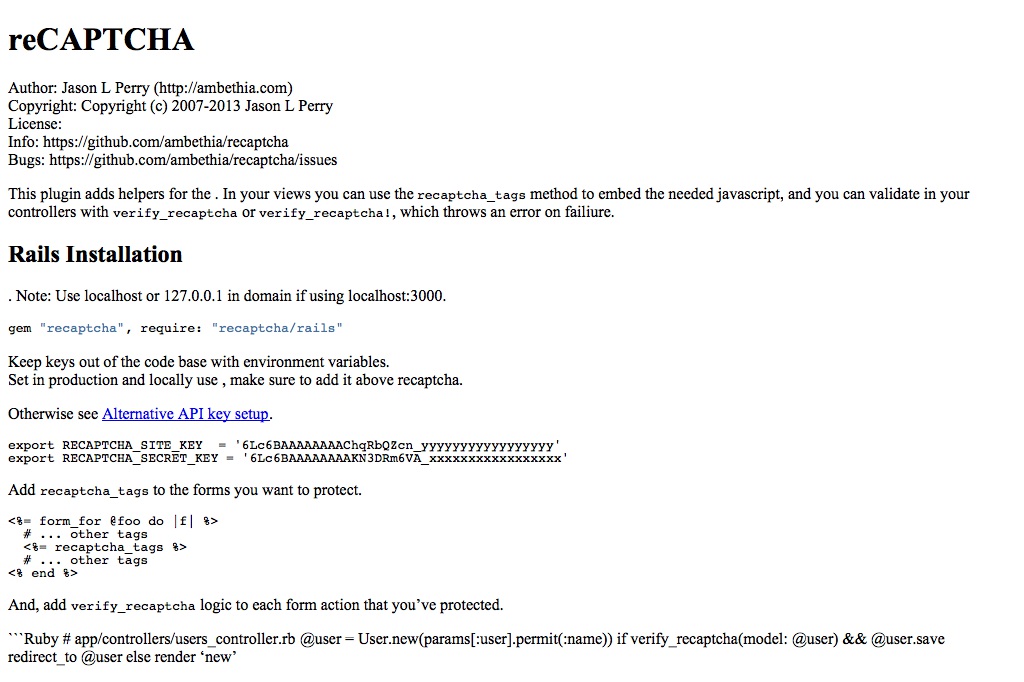 reCAPTCHA
Author: Jason L Perry (http://ambethia.com)
Copyright: Copyright (c) 2007-2013 Jason L Perry
License:
Info: https://github.com/ambethia/recaptcha
Bugs: https://github.com/ambethia/recaptcha/issues
This plugin adds helpers for the . In your views you can use the recaptcha_tags method to embed the needed javascript, and you can validate in your
controllers with verify_recaptcha or verify_recaptcha!, which throws an error on failiure.
Rails Installation
. Note: Use localhost or 127.0.0.1 in domain if using localhost:3000.
gem "recaptcha", require: "recaptcha/rails"
Keep keys out of the code base with environment variables.
Set in production and locally use , make sure to add it above recaptcha.
Otherwise see Alternative API key setup.
export RECAPTCHA_SITE_KEY  = '6Lc6BAAAAAAAAChqRbQZcn_yyyyyyyyyyyyyyyyy'
export RECAPTCHA_SECRET_KEY = '6Lc6BAAAAAAAAKN3DRm6VA_xxxxxxxxxxxxxxxxx'
Add recaptcha_tags to the forms you want to protect.
<%= form_for @foo do |f| %>
  # ... other tags
  <%= recaptcha_tags %>
  # ... other tags
<% end %>
And, add verify_recaptcha logic to each form action that you’ve protected.
```Ruby # app/controllers/users_controller.rb @user = User.new(params[:user].permit(:name)) if verify_recaptcha(model: @user) && @user.save
redirect_to @user else render ‘new’